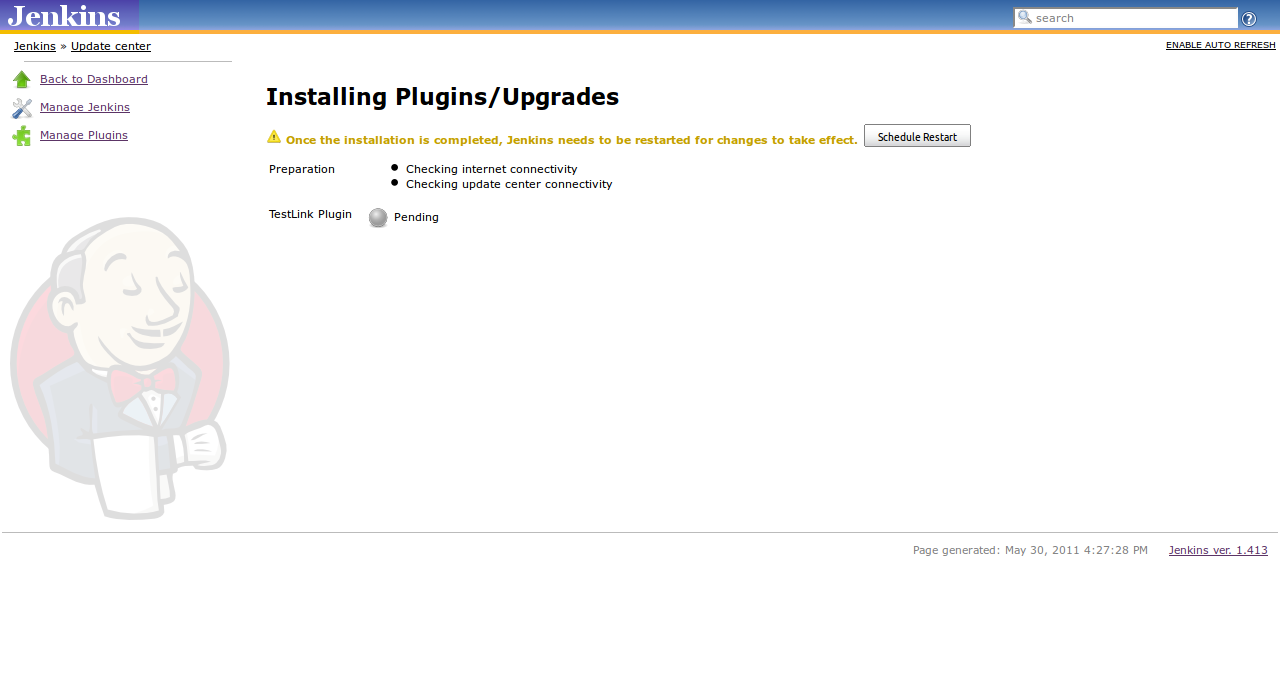 Jenkins
search
Jenkins » Update center
ENABLE AUTO REFRESH
Back to Dashboard
Manage Jenkins
Manage Plugins
Installing Plugins/Upgrades
Once the installation is completed, Jenkins needs to be restarted for changes to take effect. Schedule Restart
Preparation
Checking internet connectivity
Checking update center connectivity
TestLink Plugin Pending
Page generated: May 30, 2011 4:27:28 PM Jenkins ver. 1.413